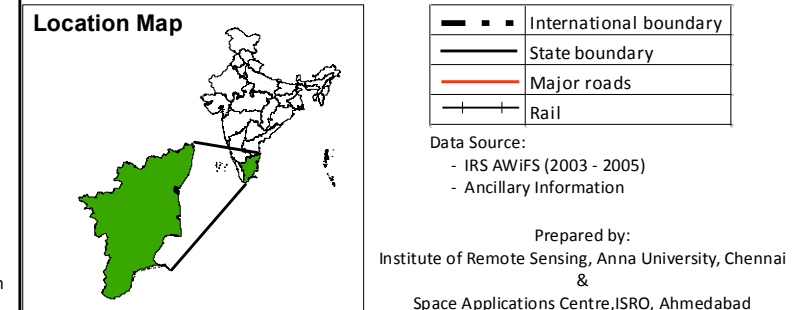 Location Map
International boundary
State boundary
Major roads
Rail
Data Source:
- IRS AWiFS (2003 - 2005)
- Ancillary Information
Prepared by:
Institute of Remote Sensing, Anna University, Chennai
&
Space Applications Centre,ISRO, Ahmedabad